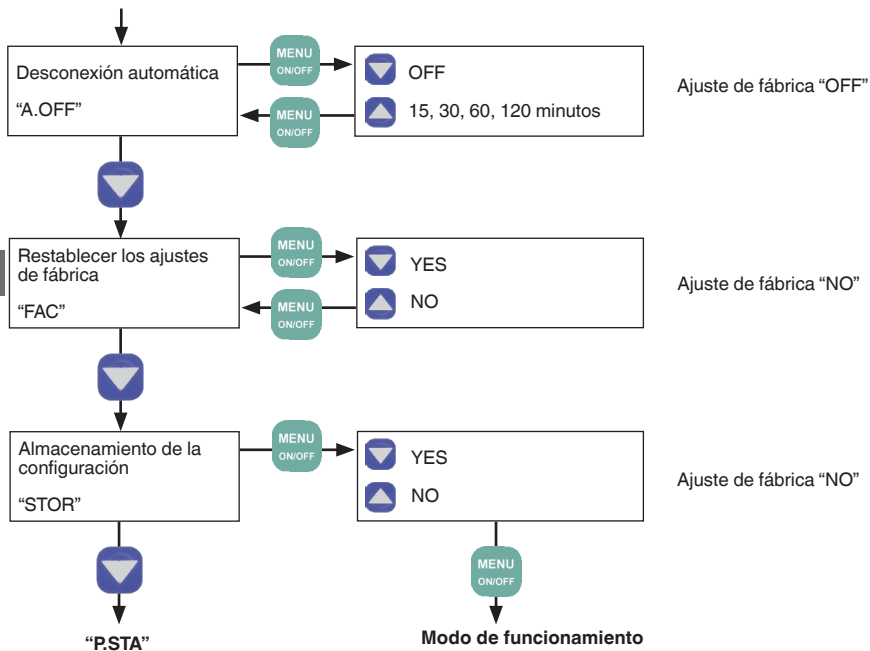 Desconexión automática
"A.OFF"
MENU
ON/OFF
MENU
ON/OFF
OFF
15, 30, 60, 120 minutos
Ajuste de fábrica “OFF”
Restablecer los ajustes
de fábrica
“FAC”
MENU
ON/OFF
MENU
ON/OFF
YES
NO
Ajuste de fábrica “NO”
Almacenamiento de la
configuración
“STOR”
MENU
ON/OFF
YES
NO
Ajuste de fábrica “NO”
MENU
ON/OFF
“P.STA”
Modo de funcionamiento